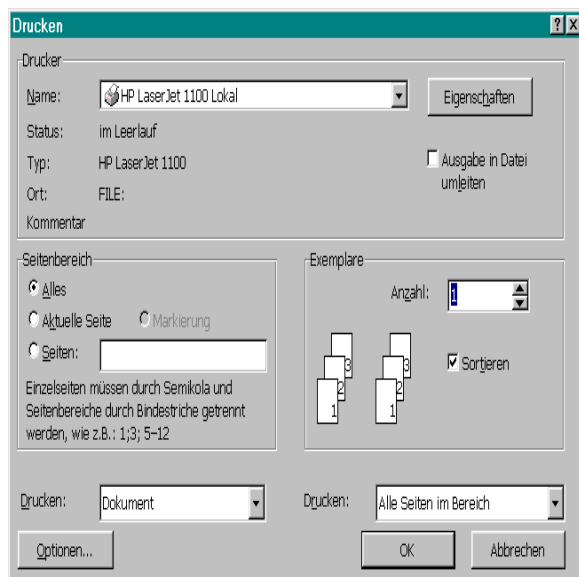 Drucken
Drucker
Name: HP LaserJet 1100 Lokal Eigenschaften
Status: im Leerlauf
Typ: HP LaserJet 1100 Ausgabe in Datei
umleiten
Ort: FILE:
Kommentar
Seitenbereich
Alles
Aktuelle Seite Markierung
Seiten:
Einzelseiten müssen durch Semikola und
Seitenbereiche durch Bindestriche getrennt
werden, wie z.B.: 1;3; 5-12
Exemplare
Anzahl: 1
Sortieren
3 3
2 2
1 1
Drucken: Dokument Drucken: Alle Seiten im Bereich
Optionen... OK Abbrechen